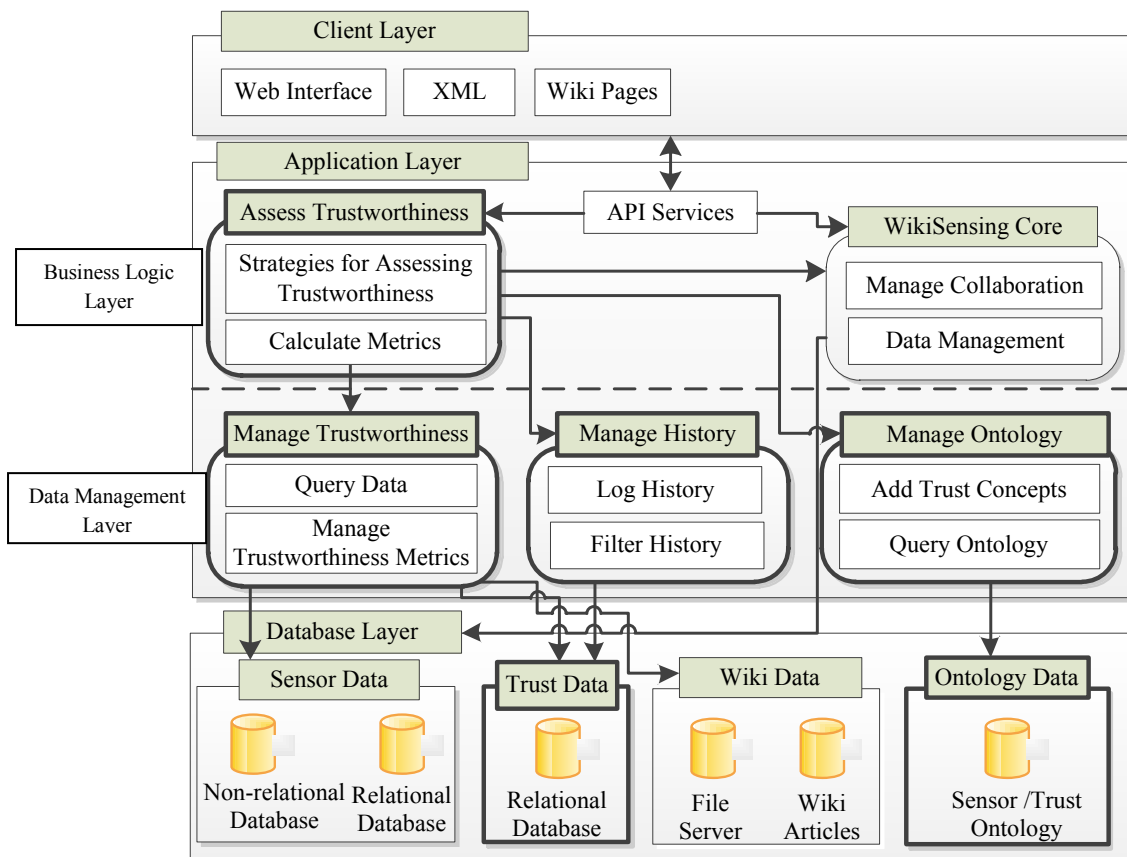 Client Layer
Web Interface
XML
Wiki Pages
Application Layer
Assess Trustworthiness
API Services
WikiSensing Core
Business Logic
Layer
Strategies for Assessing
Trustworthiness
Calculate Metrics
Manage Collaboration
Data Management
Manage Trustworthiness
Manage History
Manage Ontology
Data Management
Layer
Query Data
Manage
Trustworthiness Metrics
Log History
Filter History
Add Trust Concepts
Query Ontology
Database Layer
Sensor Data
Trust Data
Wiki Data
Ontology Data
Non-relational
Database
Relational
Database
Relational
Database
File
Server
Wiki
Articles
Sensor /Trust
Ontology